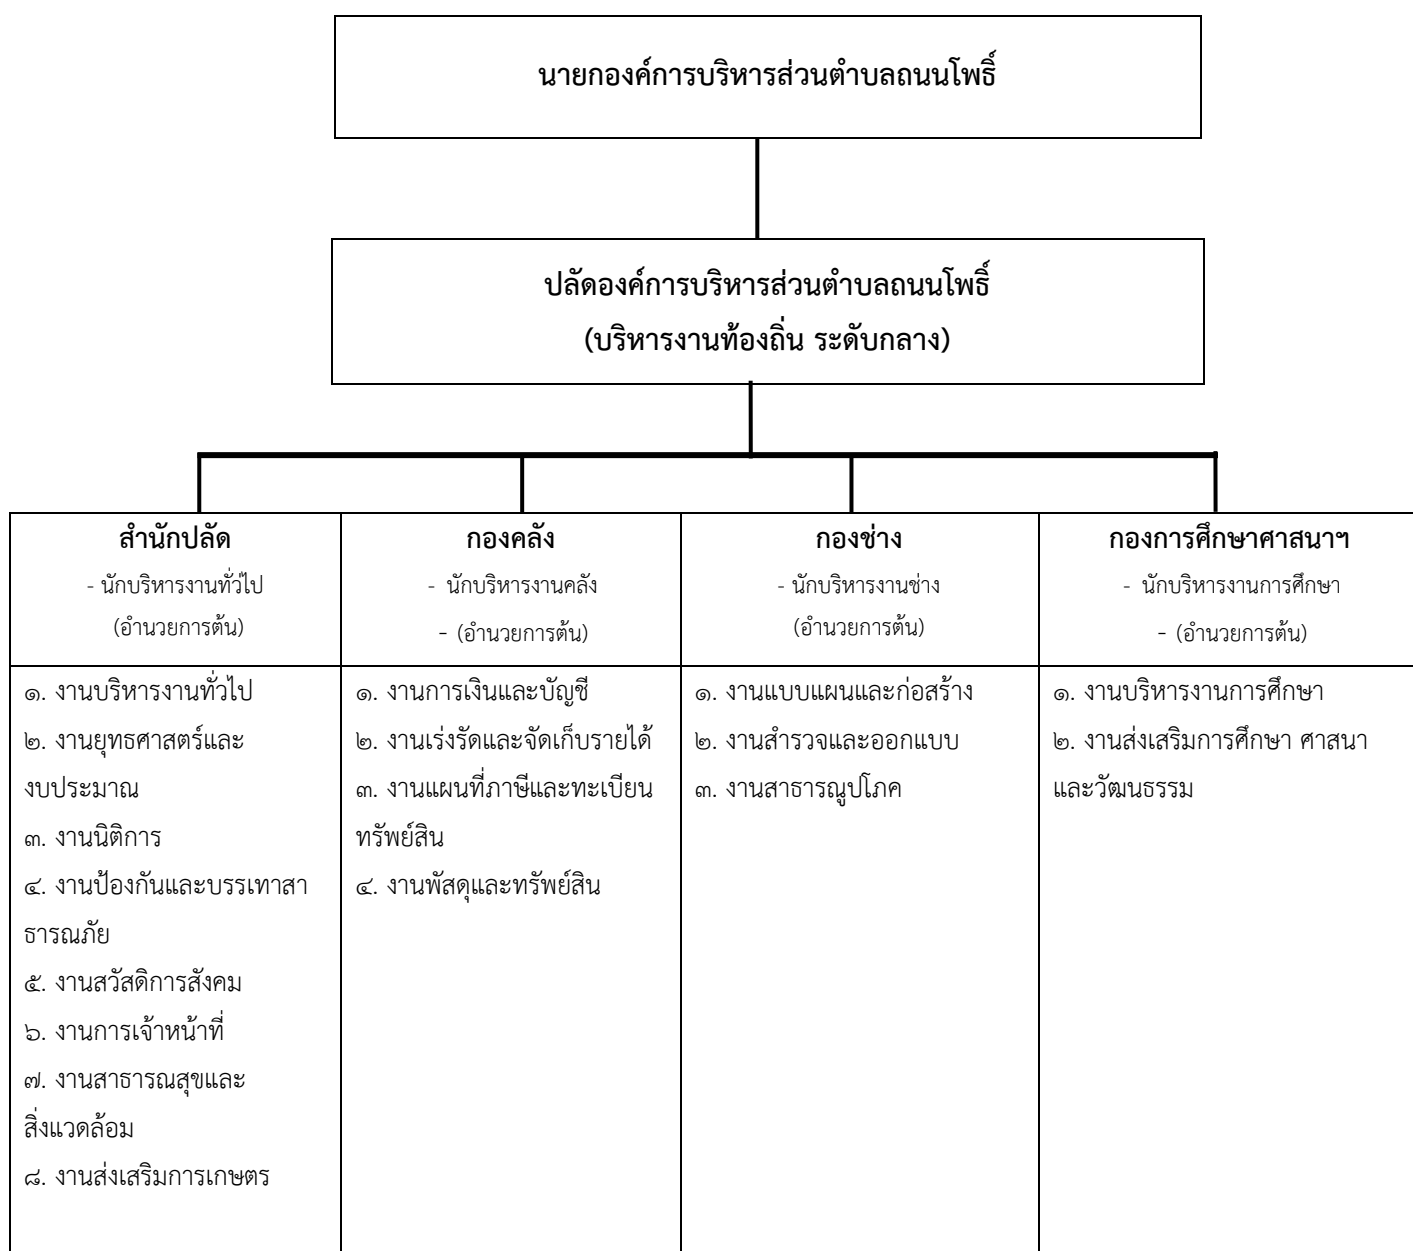 นายกองค์การบริหารส่วนตำบลถนนโพธิ์
ปลัดองค์การบริหารส่วนตำบลถนนโพธิ์
(บริหารงานท้องถิ่น ระดับกลาง)
สำนักปลัด
- นักบริหารงานทั่วไป
(อำนวยการต้น)
กองคลัง
- นักบริหารงานคลัง
- (อำนวยการต้น)
กองช่าง
- นักบริหารงานช่าง
(อำนวยการต้น)
กองการศึกษาศาสนาฯ
- นักบริหารงานการศึกษา
- (อำนวยการต้น)
๑. งานบริหารงานทั่วไป
๒. งานยุทธศาสตร์และ
งบประมาณ
๓. งานนิติการ
๔. งานป้องกันและบรรเทาสา
ธารณภัย
๕. งานสวัสดิการสังคม
๖. งานการเจ้าหน้าที่
๗. งานสาธารณสุขและ
สิ่งแวดล้อม
๘. งานส่งเสริมการเกษตร
๑. งานการเงินและบัญชี
๒. งานเร่งรัดและจัดเก็บรายได้
๓. งานแผนที่ภาษีและทะเบียน
ทรัพย์สิน
๔. งานพัสดุและทรัพย์สิน
๑. งานแบบแผนและก่อสร้าง
๒. งานสำรวจและออกแบบ
๓. งานสาธารณูปโภค
๑. งานบริหารงานการศึกษา
๒. งานส่งเสริมการศึกษา ศาสนา
และวัฒนธรรม